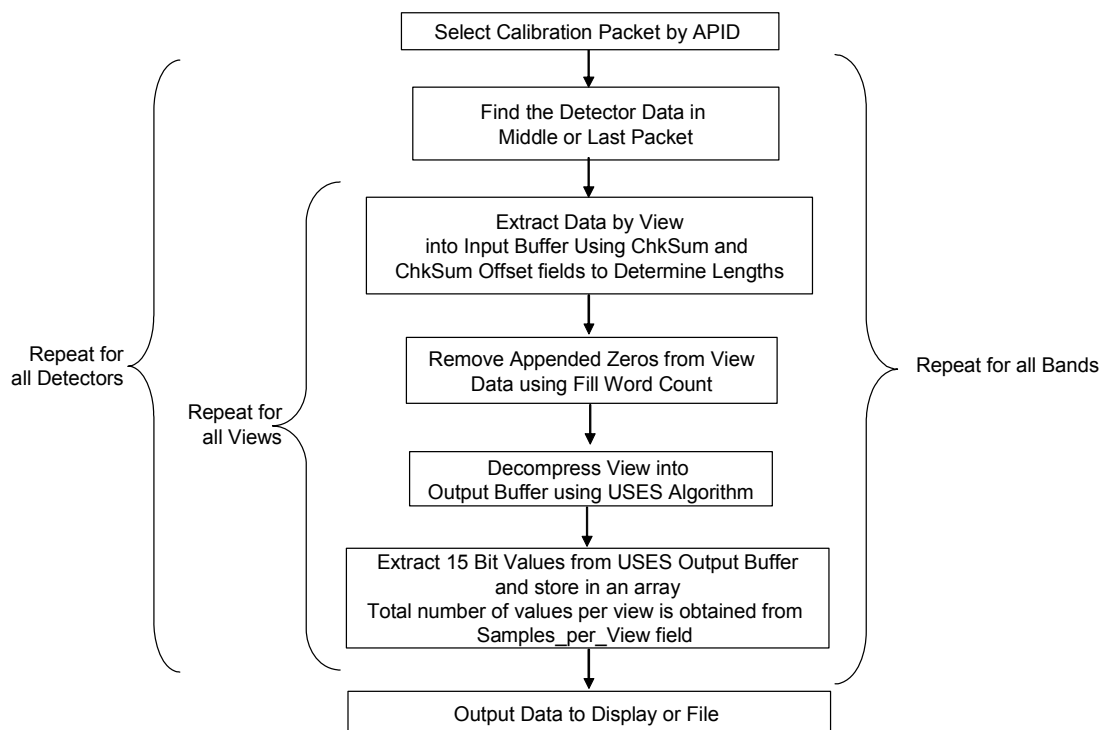 Select Calibration Packet by APID
Find the Detector Data in
Middle or Last Packet
Extract Data by View
into Input Buffer Using ChkSum and
ChkSum Offset fields to Determine Lengths
Repeat for
all Detectors
Repeat for all Bands
Remove Appended Zeros from View
Data using Fill Word Count
Repeat for
all Views
Decompress View into
Output Buffer using USES Algorithm
Extract 15 Bit Values from USES Output Buffer
and store in an array
Total number of values per view is obtained from
Samples_per_View field
Output Data to Display or File